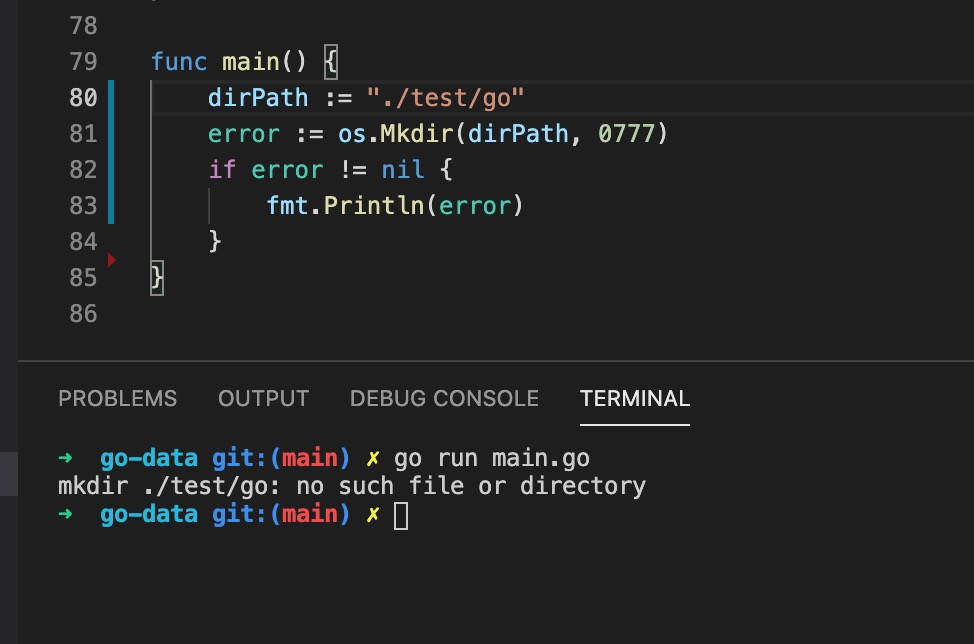 78
79 func main() {
80 dirPath := "./test/go"
81 error := os.Mkdir(dirPath, 0777)
82 if error != nil {
83 fmt.Println(error)
84 }
85 }
86
PROBLEMS OUTPUT DEBUG CONSOLE TERMINAL
➜ go-data git:(main) ✗ go run main.go
mkdir ./test/go: no such file or directory
➜ go-data git:(main) ✗